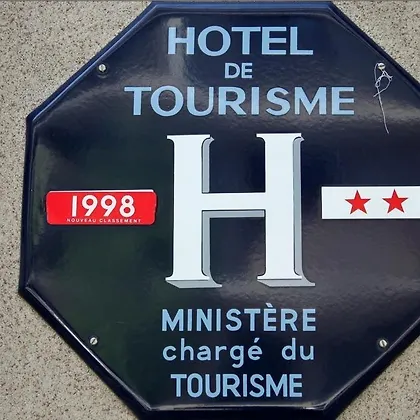 HOTEL
DE
TOURISME
H
1998
NOUVEAU CLASSEMENT
MINISTÈRE
chargé du
TOURISME